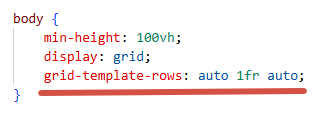 body {
    min-height: 100vh;
    display: grid;
    grid-template-rows: auto 1fr auto;
}